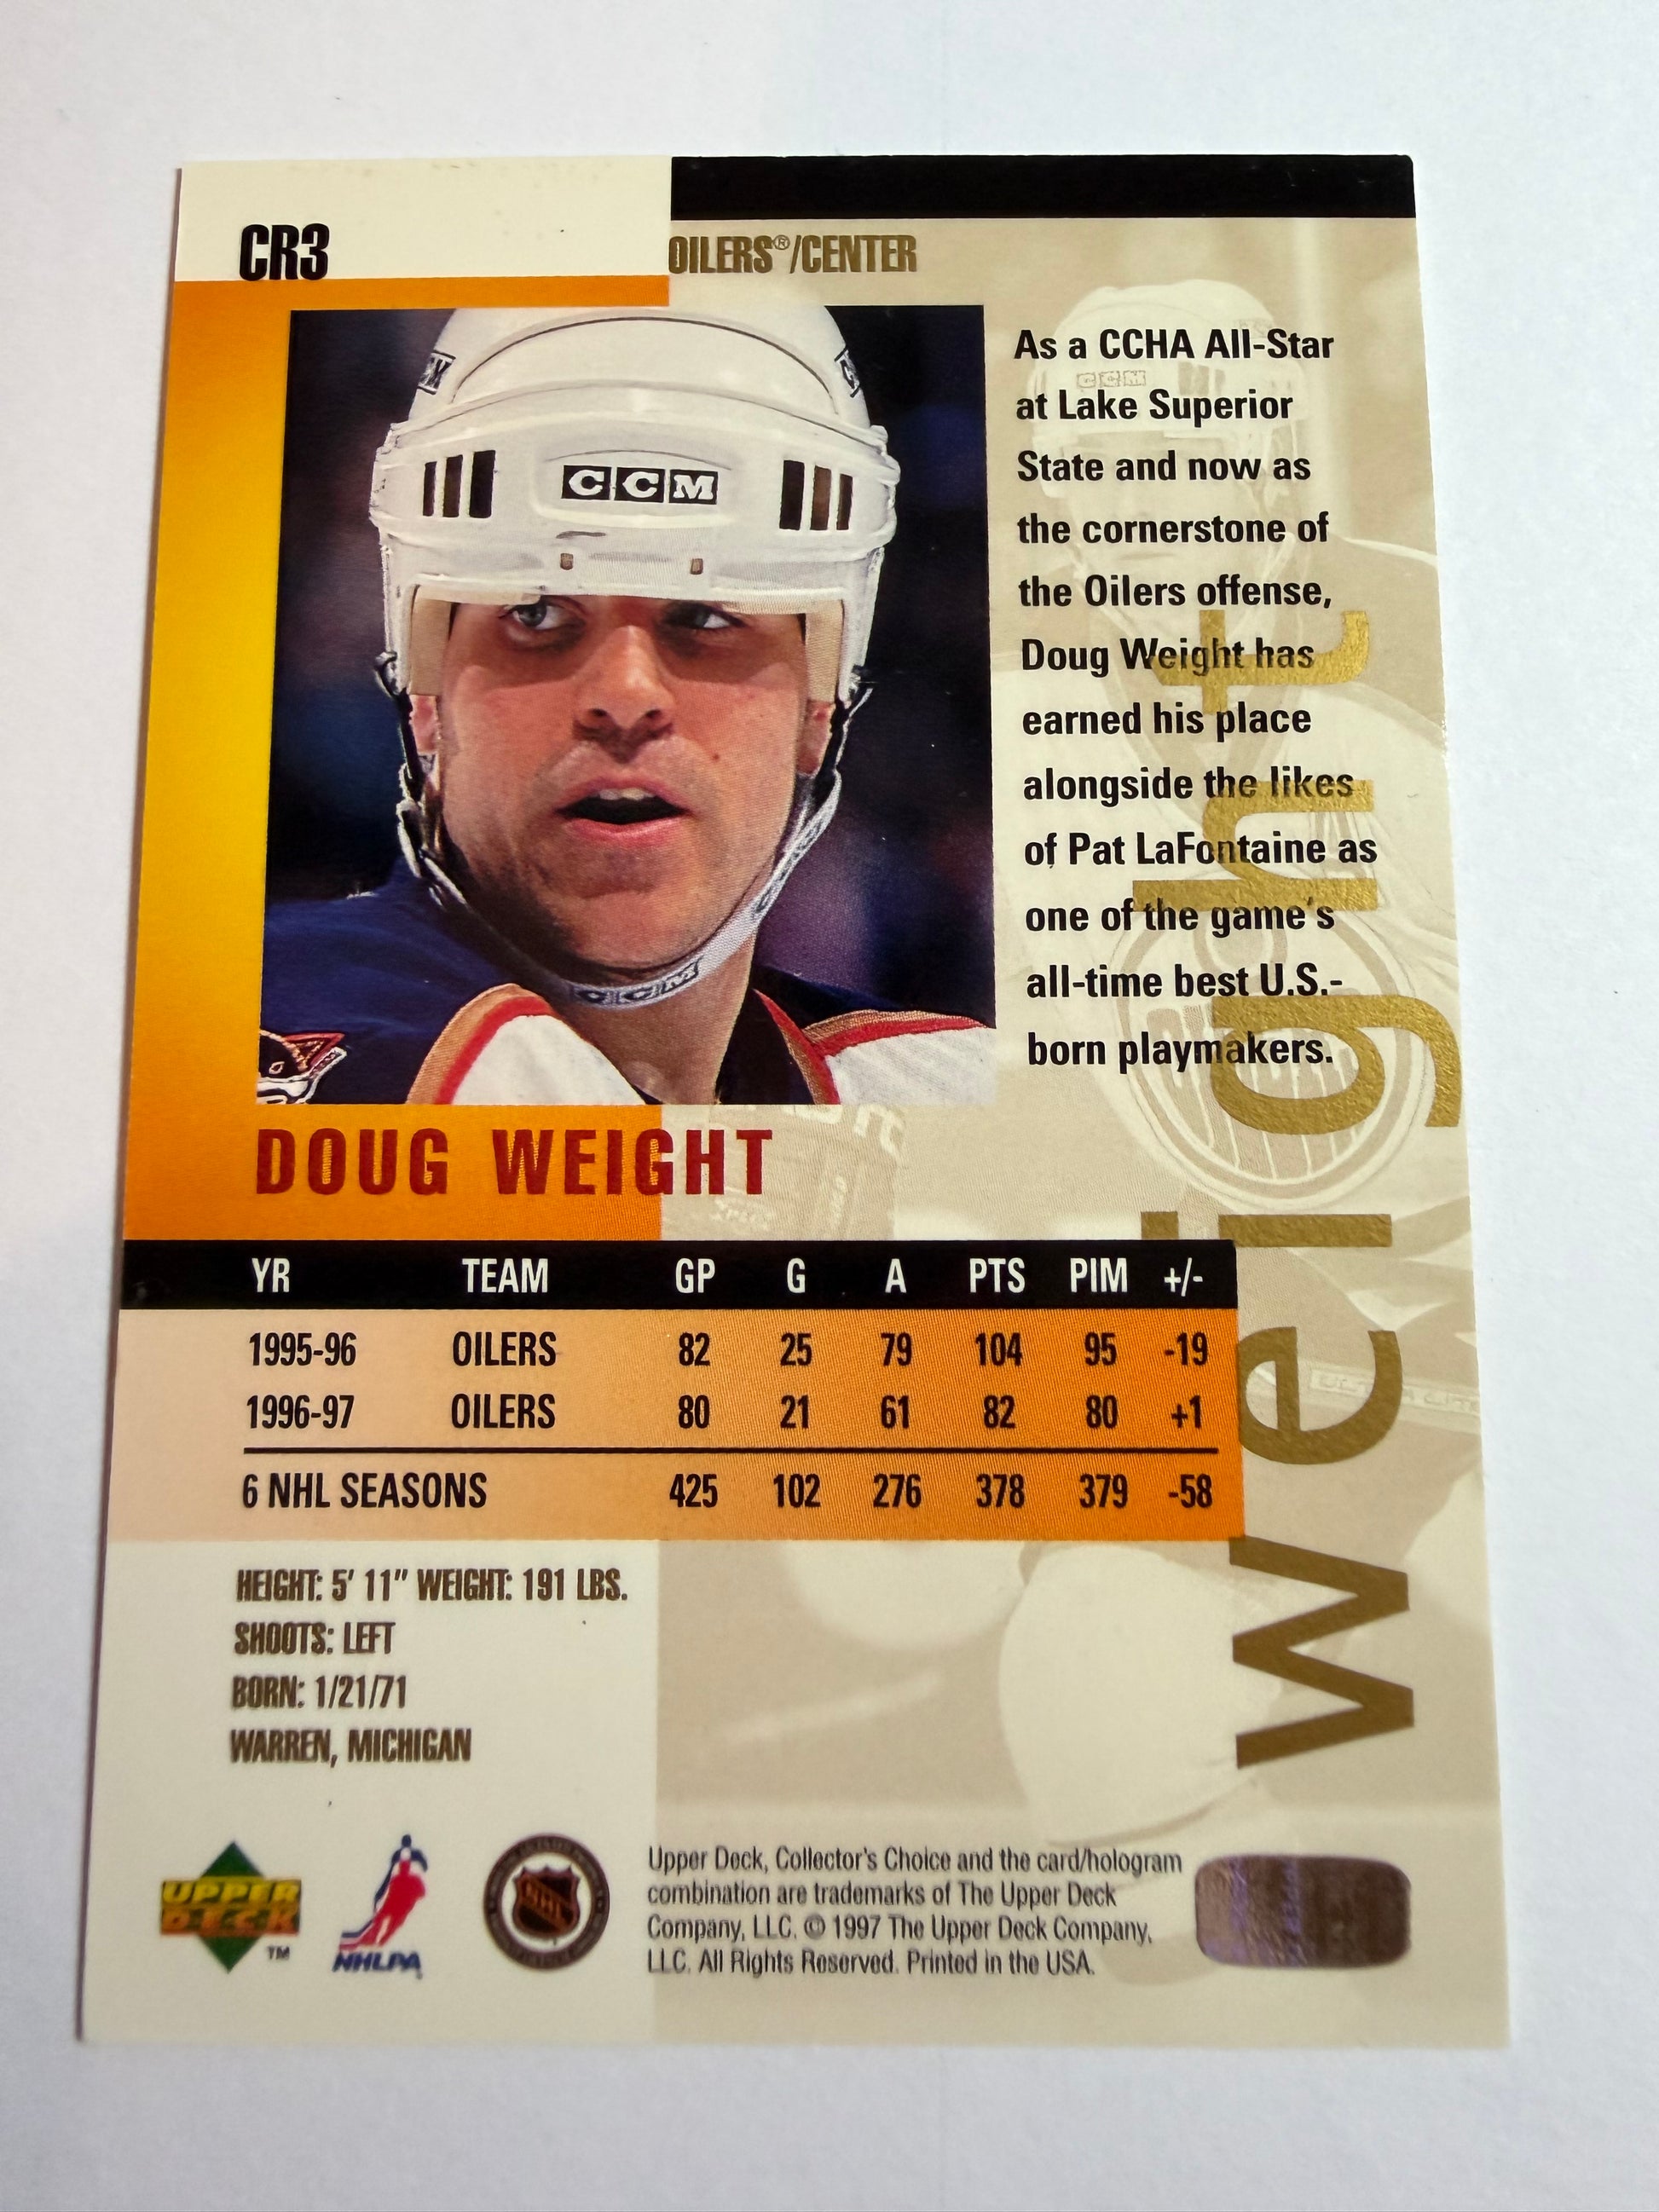 CR3
OILERS®/CENTER
CCM
As a CCHA All-Star
at Lake Superior
State and now as
the cornerstone of
the Oilers offense,
Doug Weight has
earned his place
alongside the likes
of Pat LaFontaine as
one of the game's
all-time best U.S.-
born playmakers.
CCM
weight
DOUG WEIGHT
YR TEAM GP G A PTS PIM +/-
1995-96 OILERS 82 25 79 104 95 -19
1996-97 OILERS 80 21 61 82 80 +1
6 NHL SEASONS 425 102 276 378 379 -58
HEIGHT: 5' 11" WEIGHT: 191 LBS.
SHOOTS: LEFT
BORN: 1/21/71
WARREN, MICHIGAN
UPPER
DECK
TM
NHLPA
NHL
Upper Deck, Collector's Choice and the card/hologram
combination are trademarks of The Upper Deck
Company, LLC. © 1997 The Upper Deck Company,
LLC. All Rights Reserved. Printed in the USA.